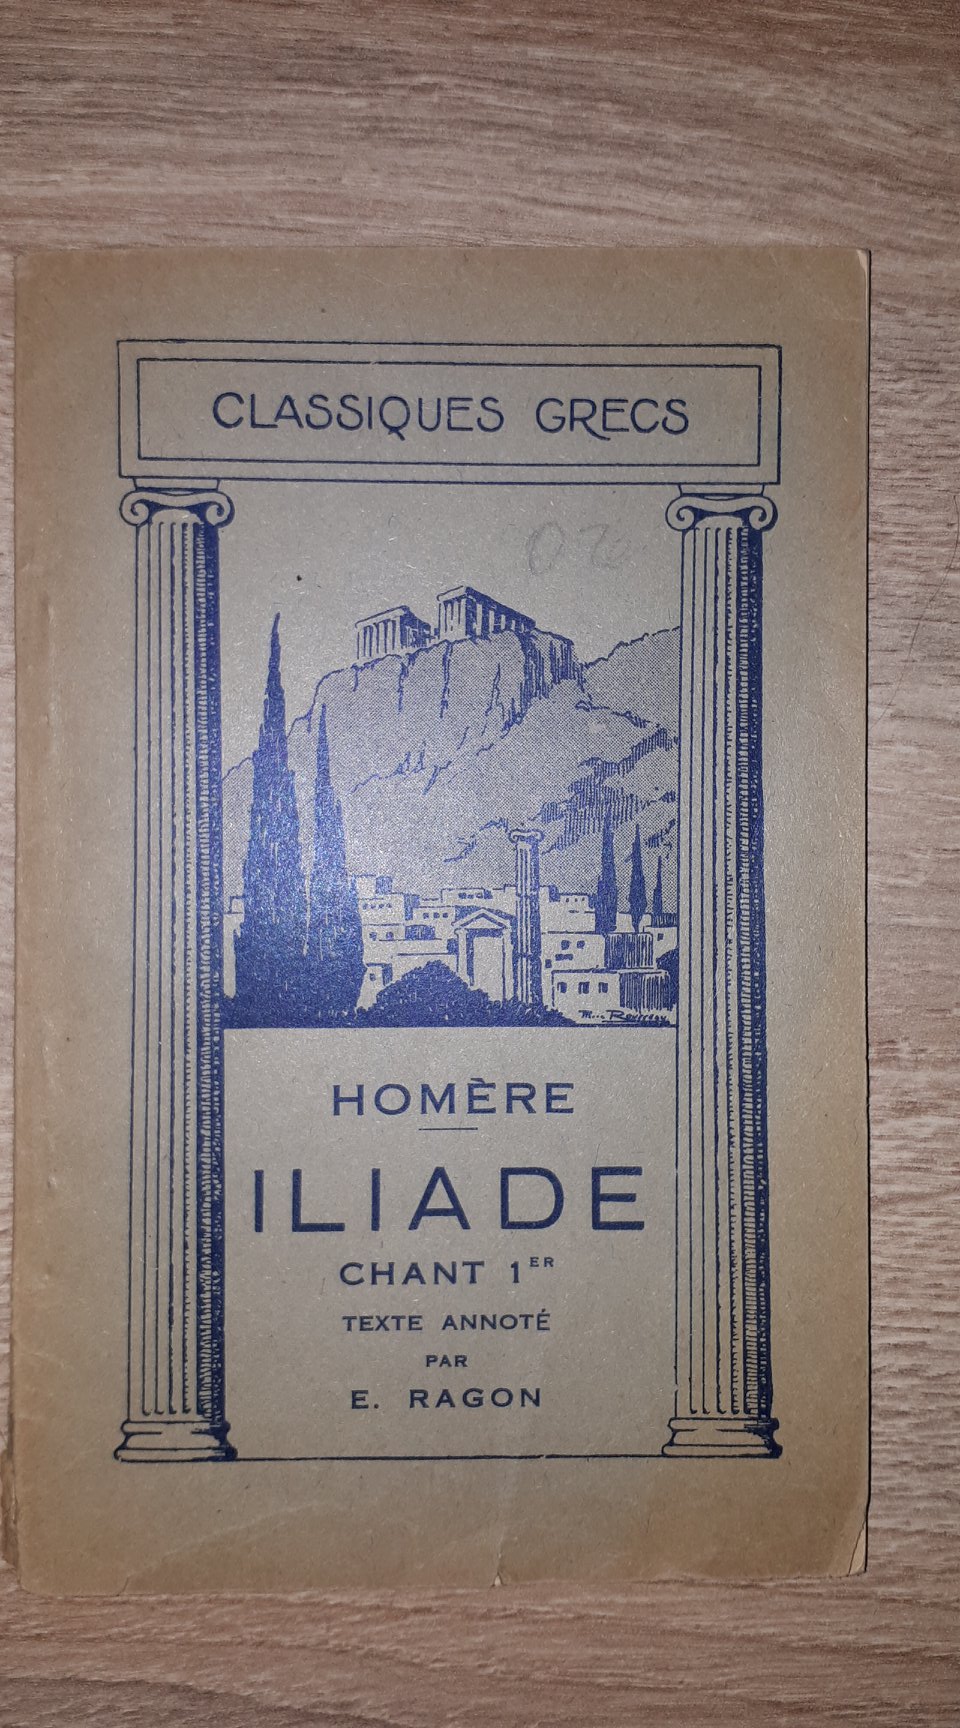 CLASSIQUES GRECS
HOMÈRE
ILIADE
CHANT 1ER
TEXTE ANNOTÉ
PAR
E. RAGON